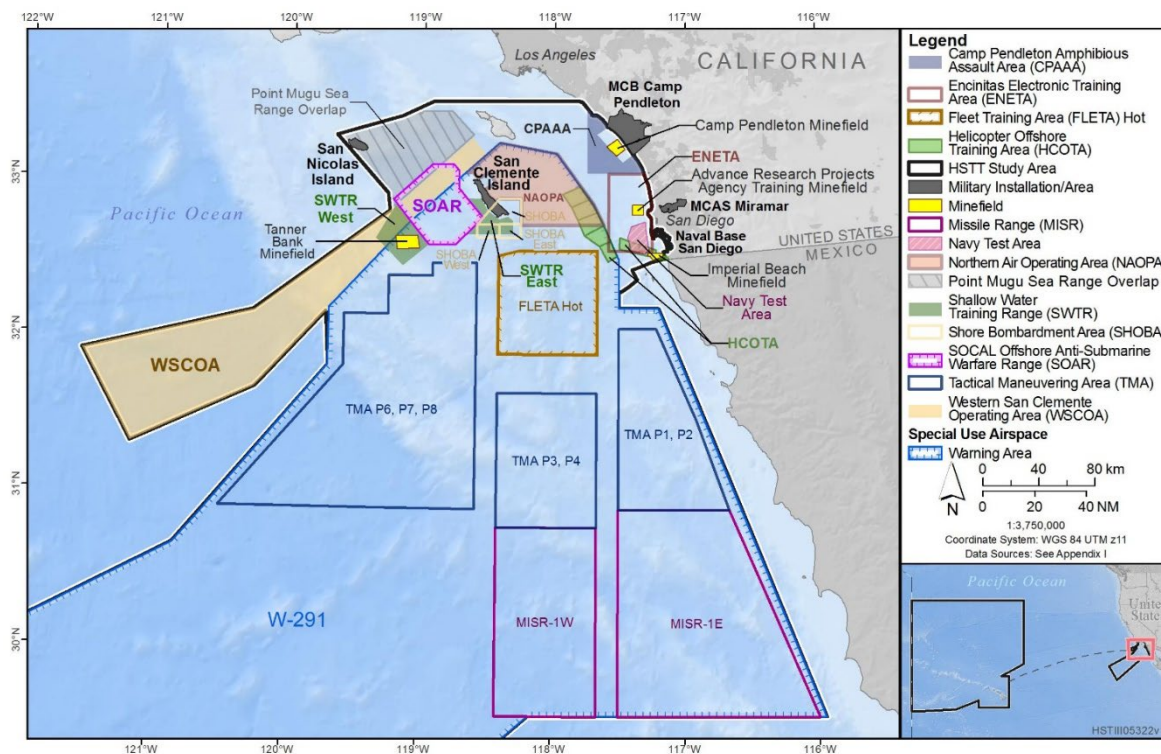 122°W
121°W
120°W
119°W
118°W
117°W
116°W
33°N
32°N
31°N
30°N
121°W
120°W
119°W
118°W
117°W
116°W
Los Angeles
CALIFORNIA
Point Mugu Sea
Range Overlap
MCB Camp
Pendleton
CPAAA
Camp Pendleton Minefield
San
Nicolas
Island
San
Clemente
Island
ENETA
Advance Research Projects
Agency Training Minefield
Pacific Ocean
SWTR
West
SOAR
NAOPA
MCAS Miramar
San Diego
Tanner
Bank
Minefield
SHOBA
SHOBA
East
SHOBA
West
Naval Base
San Diego
UNITED STATES
MEXICO
SWTR
East
Imperial Beach
Minefield
Navy Test
Area
FLETA Hot
HCOTA
WSCOA
TMA P6, P7, P8
TMA P3, P4
TMA P1, P2
W-291
MISR-1W
MISR-1E
Legend
Camp Pendleton Amphibious
Assault Area (CPAAA)
Encinitas Electronic Training
Area (ENETA)
Fleet Training Area (FLETA) Hot
Helicopter Offshore
Training Area (HCOTA)
HSTT Study Area
Military Installation/Area
Minefield
Missile Range (MISR)
Navy Test Area
Northern Air Operating Area (NAOPA)
Point Mugu Sea Range Overlap
Shallow Water
Training Range (SWTR)
Shore Bombardment Area (SHOBA)
SOCAL Offshore Anti-Submarine
Warfare Range (SOAR)
Tactical Maneuvering Area (TMA)
Western San Clemente
Operating Area (WSCOA)
Special Use Airspace
Warning Area
0 40 80 km
0 20 40 NM
N
1:3,750,000
Coordinate System: WGS 84 UTM z11
Data Sources: See Appendix I
Pacific Ocean
United
State
HSTIII05322v